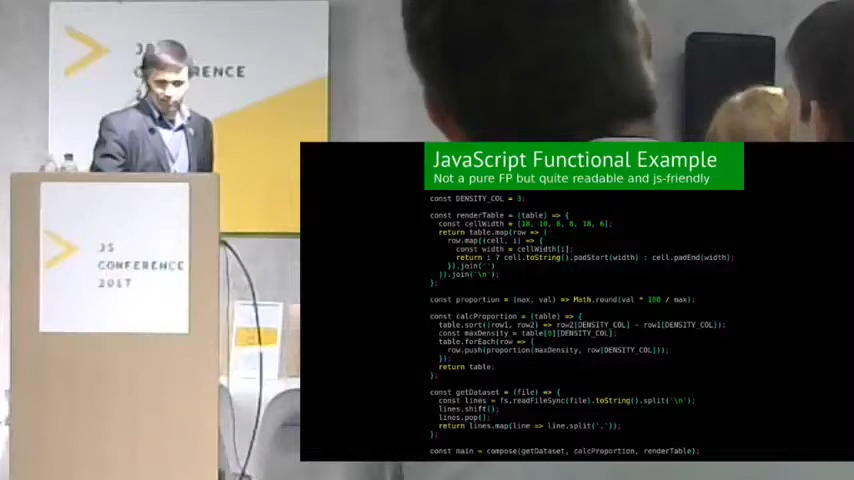 JS
CONFERENCE
JS
CONFERENCE
2017
JavaScript Functional Example
Not a pure FP but quite readable and js-friendly
const DENSITY_COL = 3;
const renderTable = (table) => {
const cellWidth = [18, 10, 8, 8, 18, 6];
return table.map(row => (
row.map((cell, i) => {
const width = cellWidth[i];
return i ? cell.toString().padStart(width) : cell.padEnd(width);
}).join('')
)).join('\n');
};
const proportion = (max, val) => Math.round(val * 100 / max);
const calcProportion = (table) => {
table.sort((row1, row2) => row2[DENSITY_COL] - row1[DENSITY_COL]);
const maxDensity = table[0][DENSITY_COL];
table.forEach(row => {
row.push(proportion(maxDensity, row[DENSITY_COL]));
});
return table;
};
const getDataset = (file) => {
const lines = fs.readFileSync(file).toString().split('\n');
lines.shift();
lines.pop();
return lines.map(line => line.split(','));
};
const main = compose(getDataset, calcProportion, renderTable);